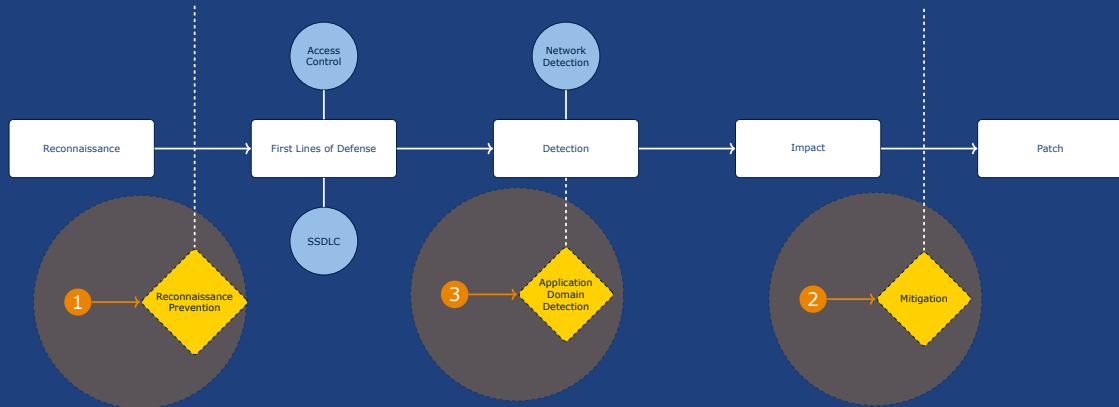 Access
Control
Network
Detection
Reconnaissance
First Lines of Defense
Detection
Impact
Patch
SSDLC
1
Reconnaissance
Prevention
3
Application
Domain
Detection
2
Mitigation